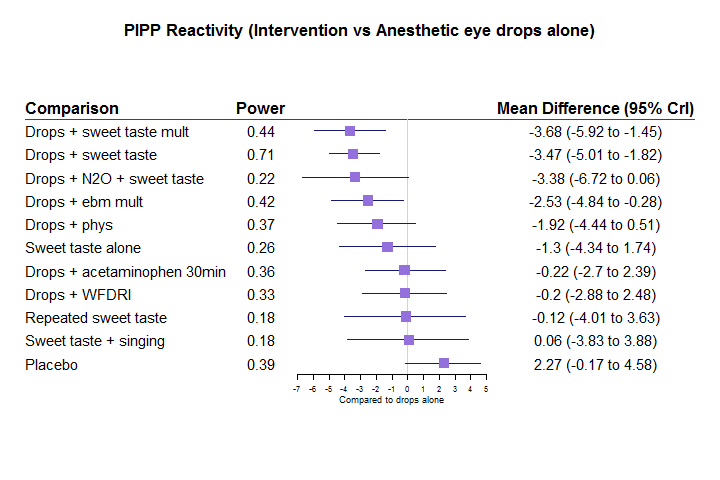 PIPP Reactivity (Intervention vs Anesthetic eye drops alone)
Comparison Power Mean Difference (95% CrI)
Drops + sweet taste mult 0.44 -3.68 (-5.92 to -1.45)
Drops + sweet taste 0.71 -3.47 (-5.01 to -1.82)
Drops + N2O + sweet taste 0.22 -3.38 (-6.72 to 0.06)
Drops + ebm mult 0.42 -2.53 (-4.84 to -0.28)
Drops + phys 0.37 -1.92 (-4.44 to 0.51)
Sweet taste alone 0.26 -1.3 (-4.34 to 1.74)
Drops + acetaminophen 30min 0.36 -0.22 (-2.7 to 2.39)
Drops + WFDRI 0.33 -0.2 (-2.88 to 2.48)
Repeated sweet taste 0.18 -0.12 (-4.01 to 3.63)
Sweet taste + singing 0.18 0.06 (-3.83 to 3.88)
Placebo 0.39 2.27 (-0.17 to 4.58)
-7 -6 -5 -4 -3 -2 -1 0 1 2 3 4 5
Compared to drops alone